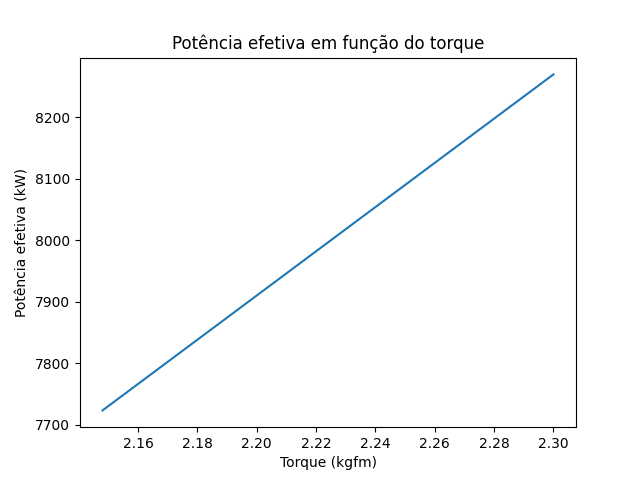 Potência efetiva em função do torque
8200
8100
8000
7900
7800
7700
Potência efetiva (kW)
2.16 2.18 2.20 2.22 2.24 2.26 2.28 2.30
Torque (kgfm)